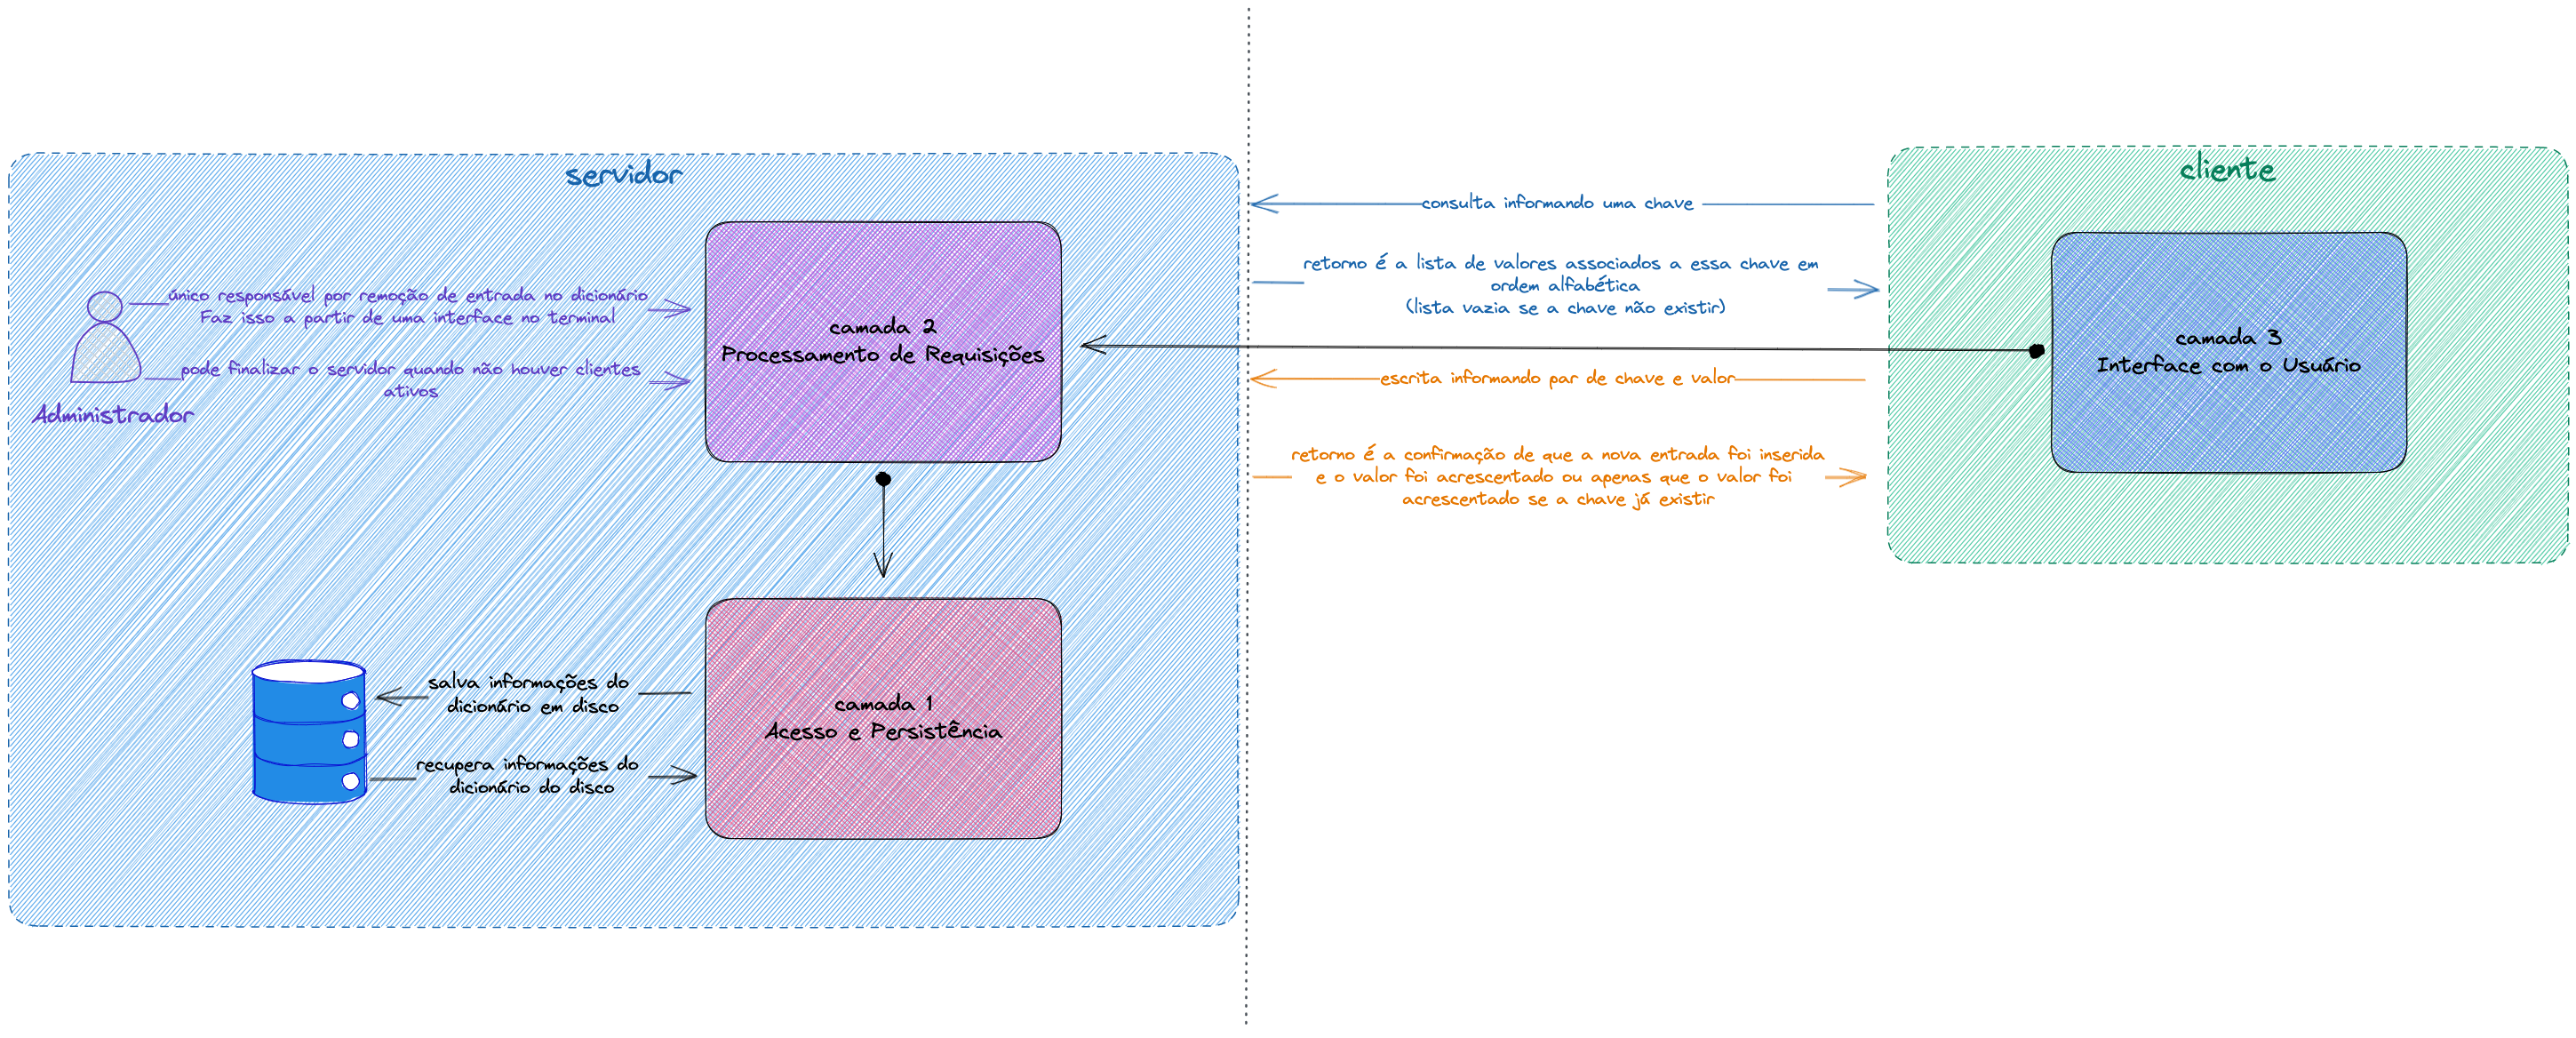 servidor
único responsável por remoção de entrada no dicionário
Faz isso a partir de uma interface no terminal
pode finalizar o servidor quando não houver clientes
ativos
Administrador
camada 2
Processamento de Requisições
salva informações do
dicionário em disco
recupera informações do
dicionário do disco
camada 1
Acesso e Persistência
consulta informando uma chave
retorno é a lista de valores associados a essa chave em
ordem alfabética
(lista vazia se a chave não existir)
escrita informando par de chave e valor
retorno é a confirmação de que a nova entrada foi inserida
e o valor foi acrescentado ou apenas que o valor foi
acrescentado se a chave já existir
cliente
camada 3
Interface com o Usuário